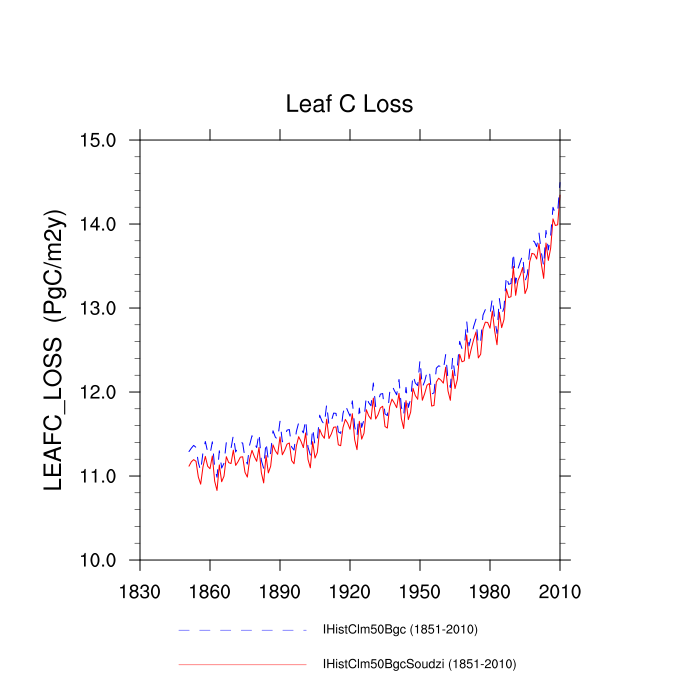 Leaf C Loss
LEAFC_LOSS (PgC/m2y)
15.0
14.0
13.0
12.0
11.0
10.0
1830 1860 1890 1920 1950 1980 2010
IHistClm50Bgc (1851-2010)
IHistClm50BgcSoudzi (1851-2010)